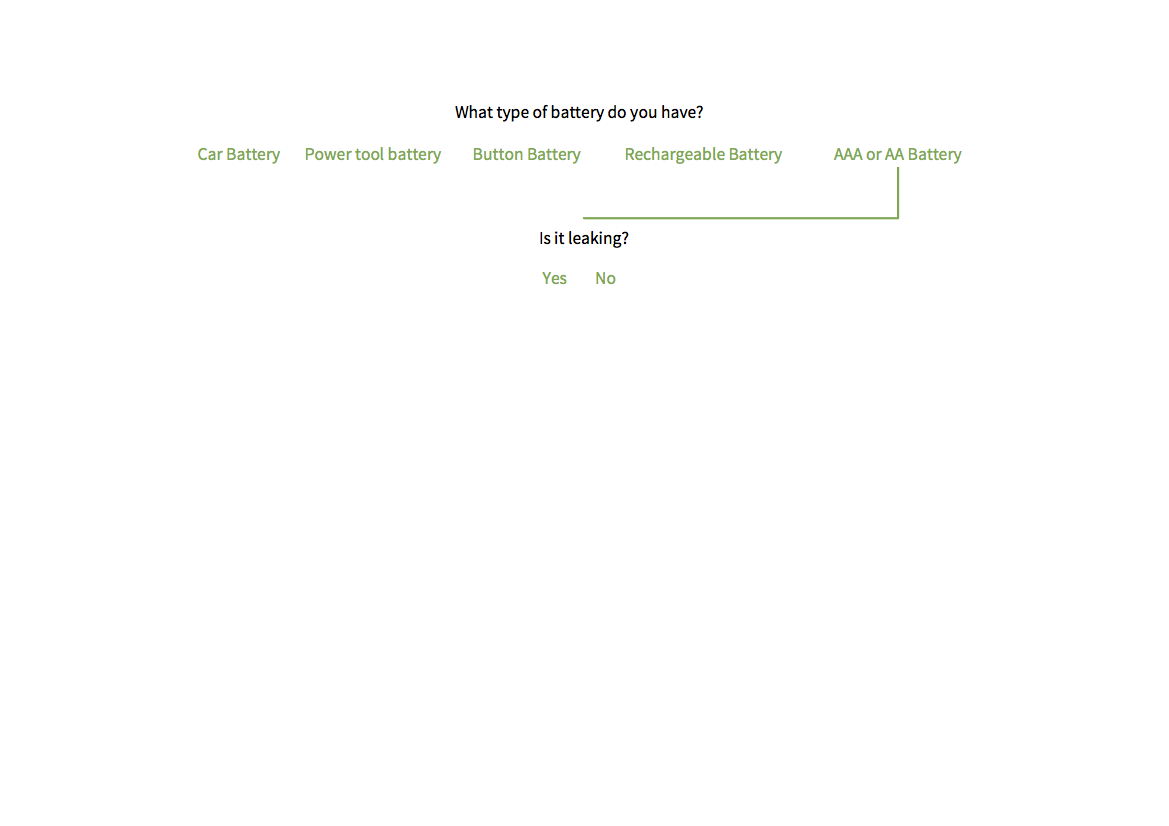 What type of battery do you have?
Car Battery Power tool battery Button Battery Rechargeable Battery AAA or AA Battery
Is it leaking?
Yes No